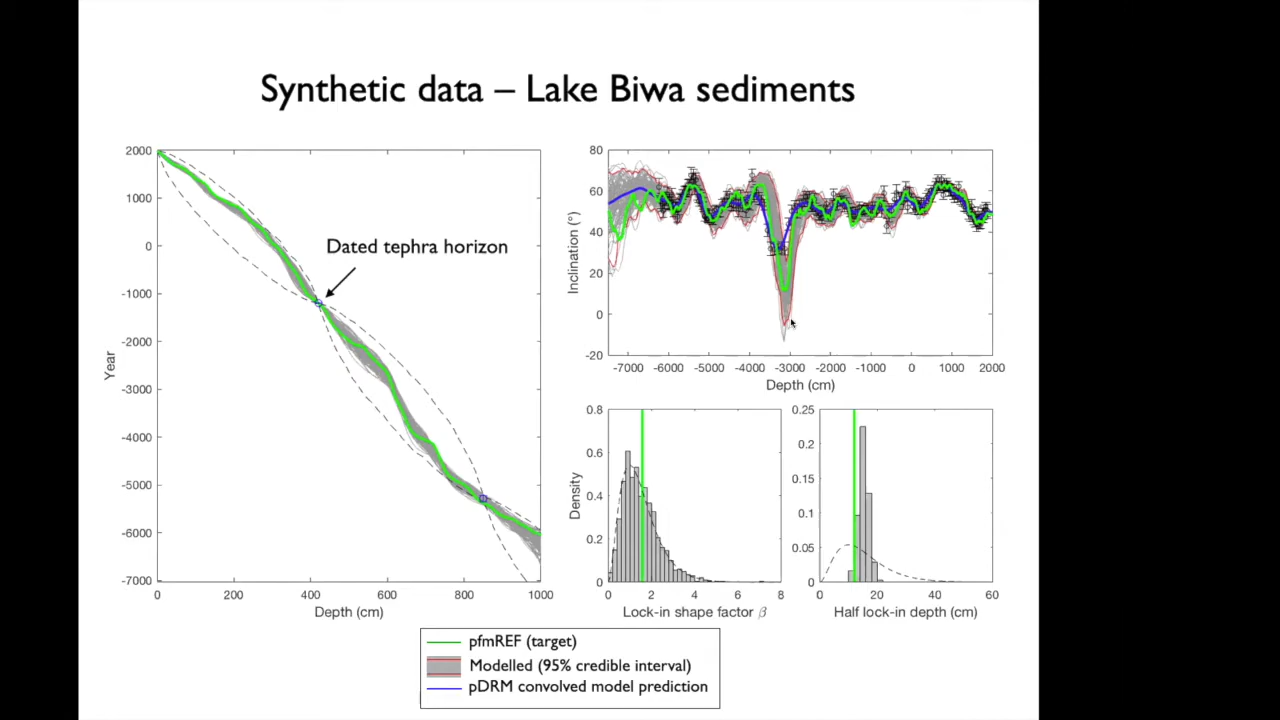 Synthetic data – Lake Biwa sediments
2000
1000
0
-1000
-2000
-3000
-4000
-5000
-6000
-7000
Year
0 200 400 600 800 1000
Depth (cm)
Dated tephra horizon
80
60
40
20
0
-20
Inclination (°)
-7000 -6000 -5000 -4000 -3000 -2000 -1000 0 1000 2000
Depth (cm)
0.8
0.6
0.4
0.2
0
Density
0 2 4 6 8
Lock-in shape factor β
0.25
0.2
0.15
0.1
0.05
0
0 20 40 60
Half lock-in depth (cm)
pfmREF (target)
Modelled (95% credible interval)
pDRM convolved model prediction